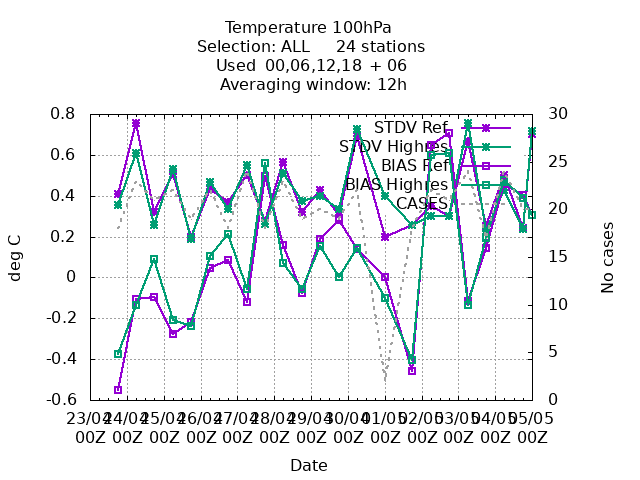 Temperature 100hPa
Selection: ALL 24 stations
Used 00,06,12,18 + 06
Averaging window: 12h
STDV Ref
STDV Highres
BIAS Ref
BIAS Highres
CASES
0.8
0.6
0.4
0.2
0
-0.2
-0.4
-0.6
30
25
20
15
10
5
0
deg C
No cases
23/04 24/04 25/04 26/04 27/04 28/04 29/04 30/04 01/05 02/05 03/05 04/05 05/05
00Z 00Z 00Z 00Z 00Z 00Z 00Z 00Z 00Z 00Z 00Z 00Z 00Z
Date